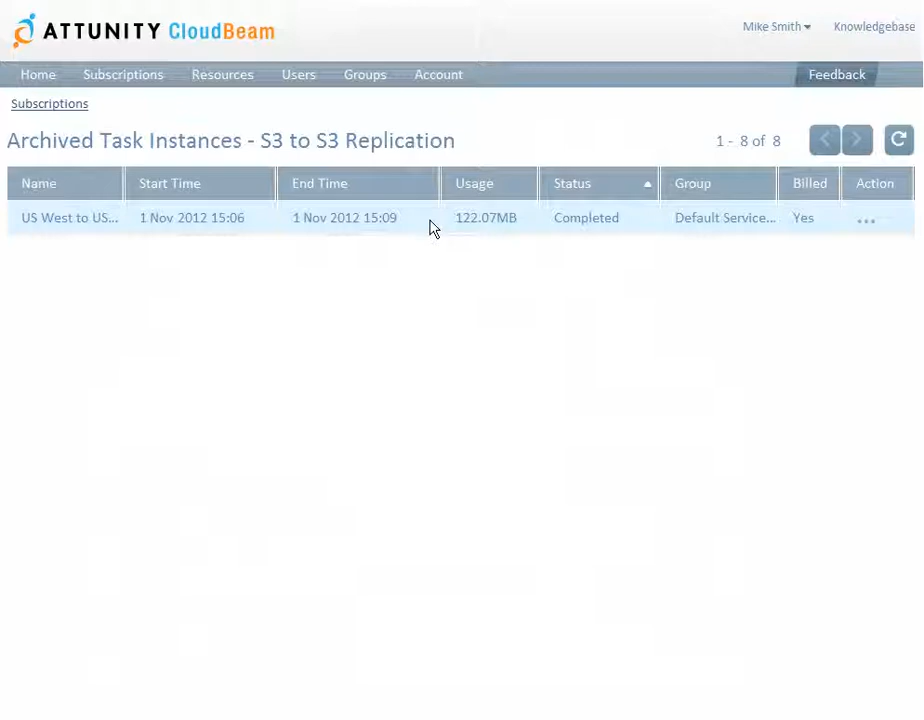 ATTUNITY CloudBeam
Mike Smith Knowledgebase
Home Subscriptions Resources Users Groups Account Feedback
Subscriptions
Archived Task Instances - S3 to S3 Replication 1 - 8 of 8
Name Start Time End Time Usage Status Group Billed Action
US West to US... 1 Nov 2012 15:06 1 Nov 2012 15:09 122.07MB Completed Default Service... Yes ...